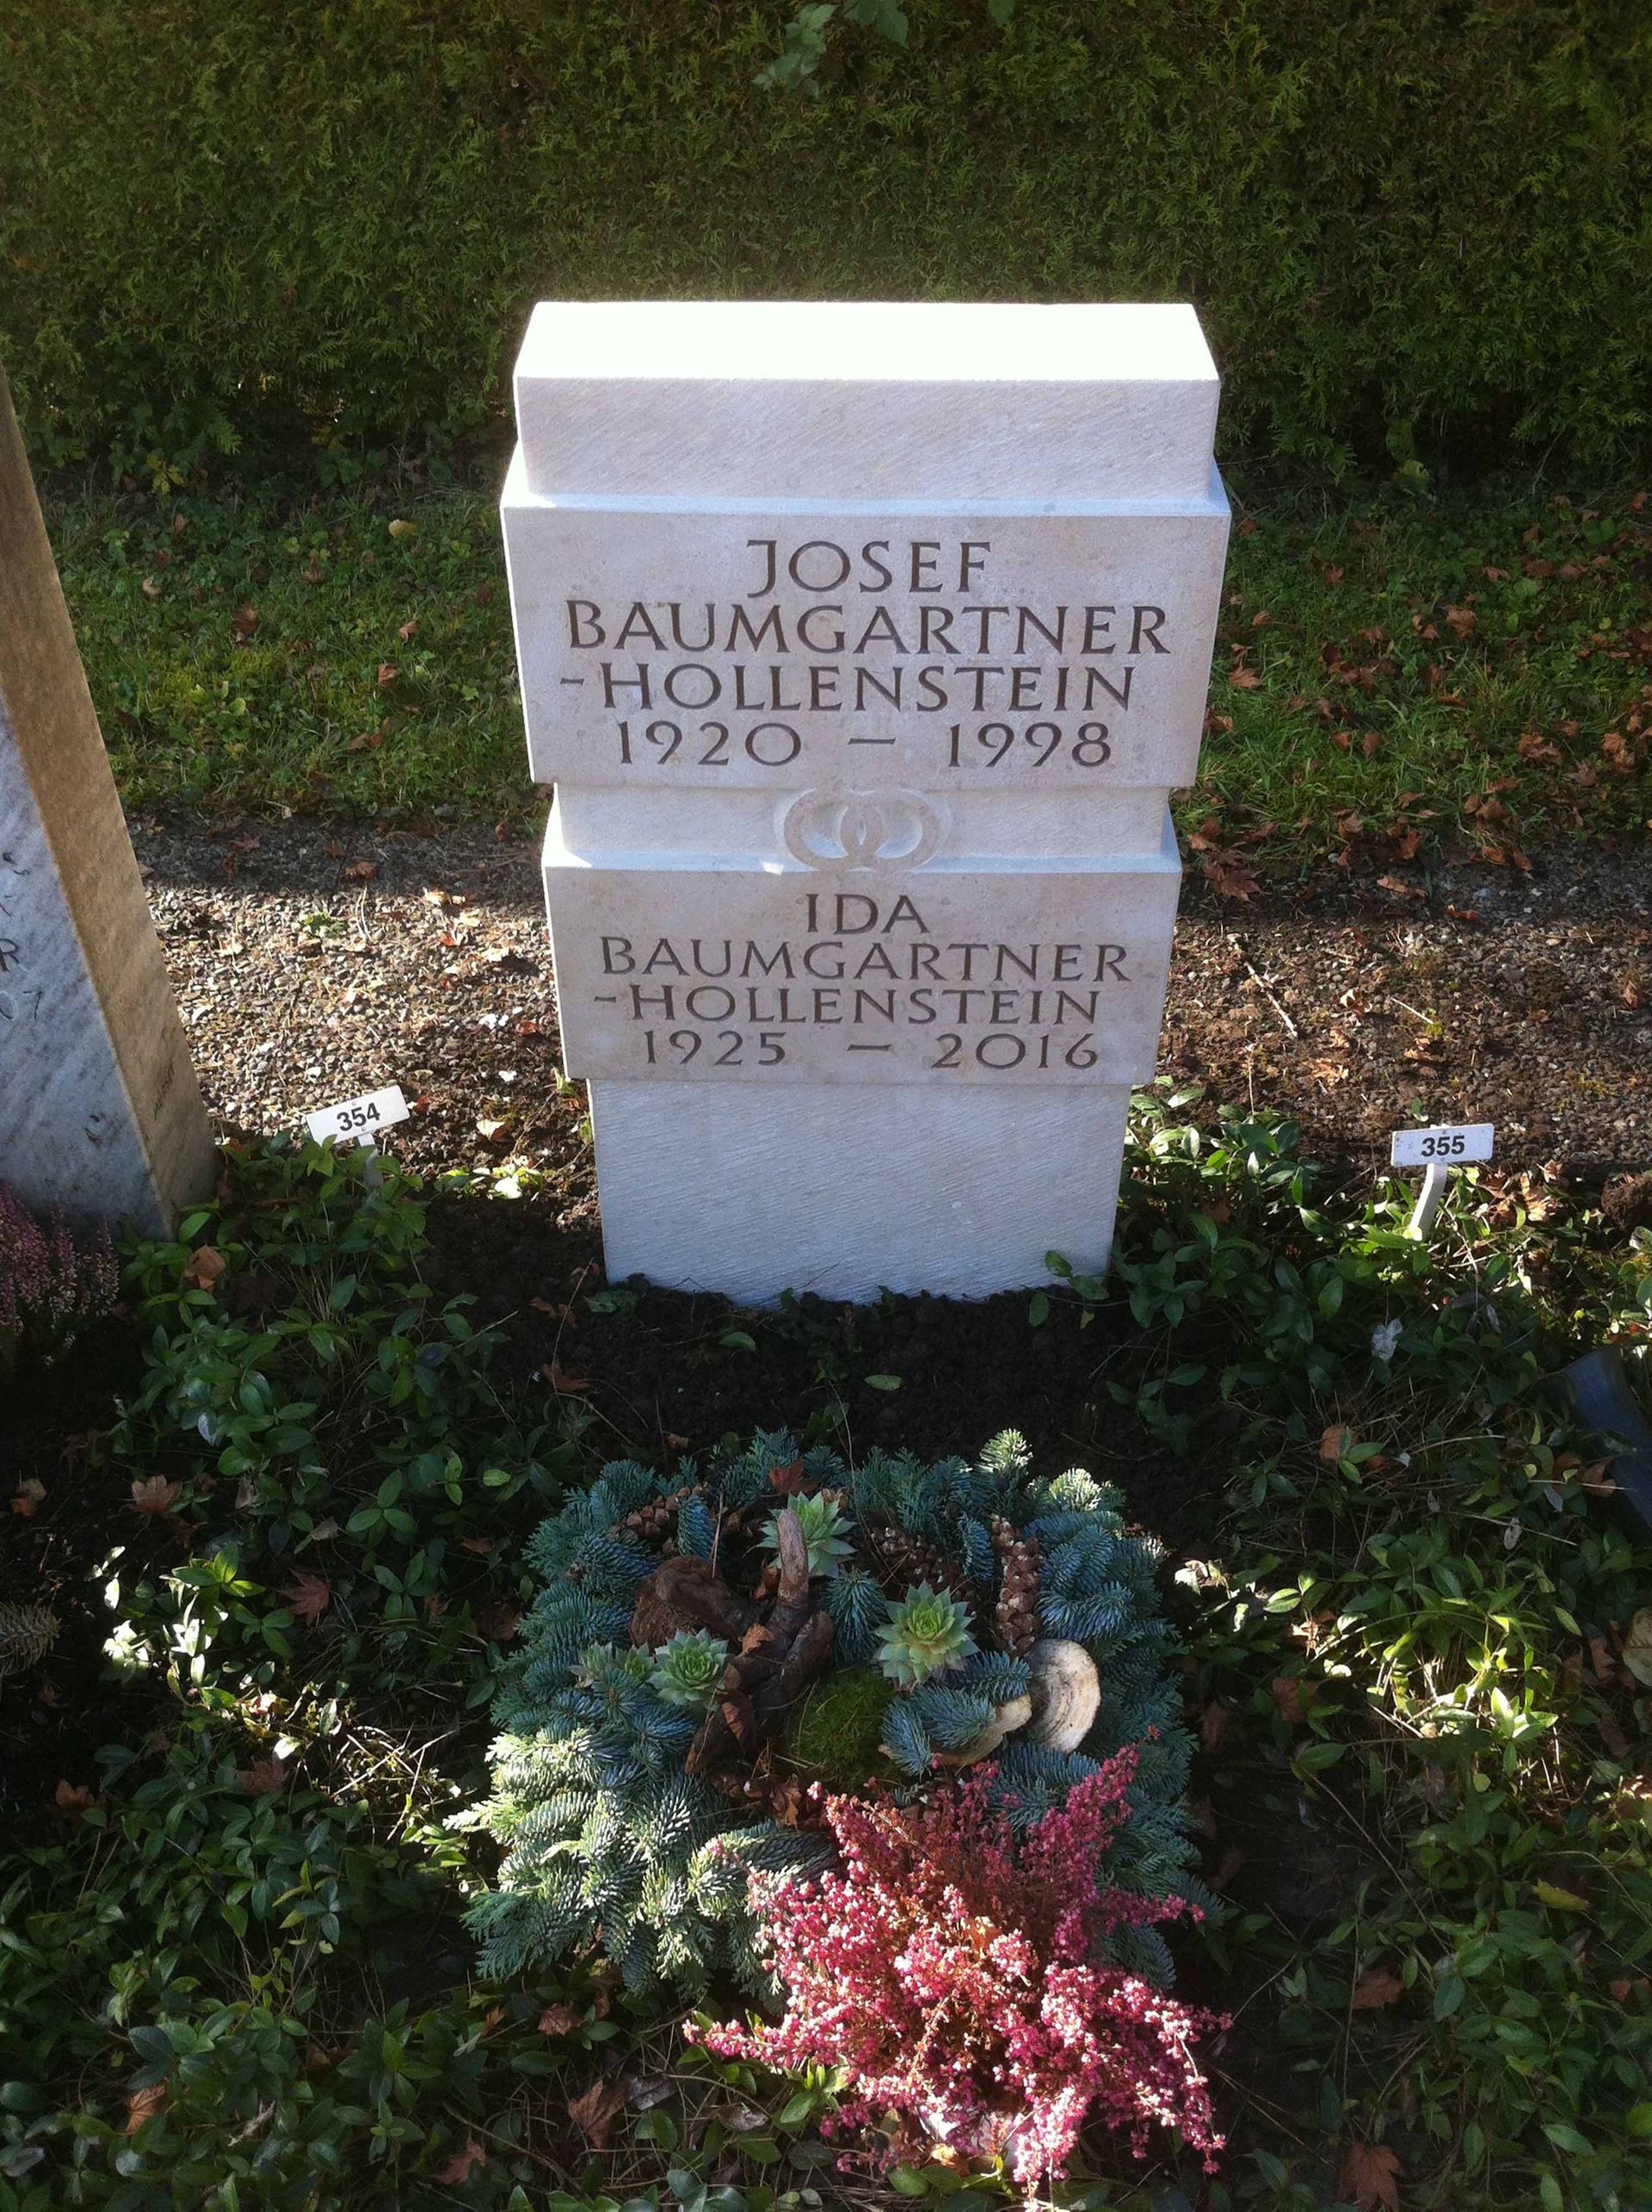 JOSEF
BAUMGARTNER
-HOLLENSTEIN
1920 — 1998
IDA
BAUMGARTNER
-HOLLENSTEIN
1925 — 2016
354
355